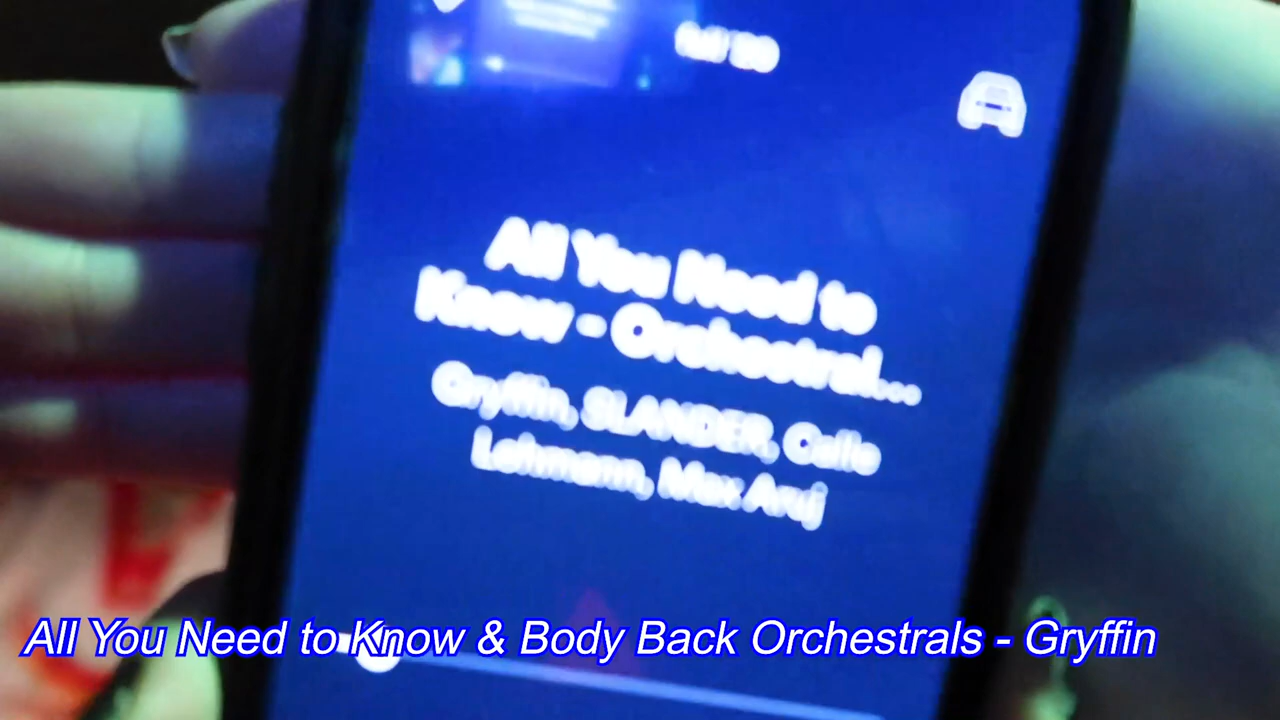 All You Need to
Know - Orchestral...
Gryffin, SLANDER, Calle
Lehmann, Max Aruj
All You Need to Know & Body Back Orchestrals - Gryffin